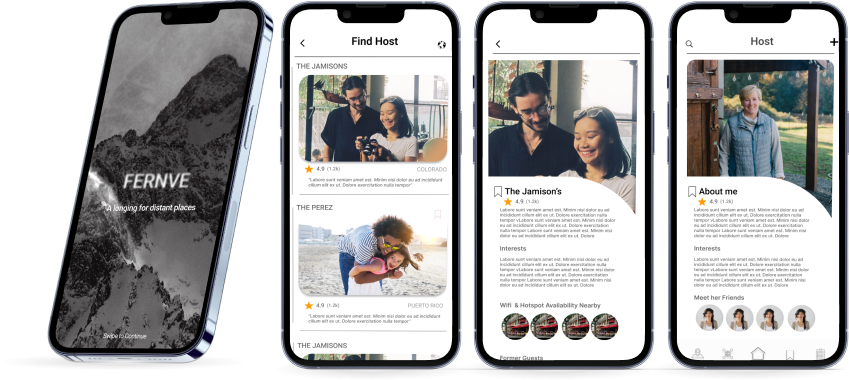 FERNVE
A longing for distant places
Swipe to Continue
Find Host
THE JAMISONS
4.9 (1.2k)
COLORADO
"Labore sunt veniam amet est. Minim nisi dolor eu ad incididunt
cillum elit ex ut. Dolore exercitation nulla tempor"
THE PEREZ
4.9 (1.2k)
PUERTO RICO
"Labore sunt veniam amet est. Minim nisi dolor eu ad incididunt
cillum elit ex ut. Dolore exercitation nulla tempor"
THE JAMISONS
The Jamison's
4.9 (1.2k)
Labore sunt veniam amet est. Minim nisi dolor eu ad
incididunt cillum elit ex ut. Dolore exercitation nulla
tempor vLabore sunt veniam amet est. Minim nisi dolor
eu ad incididunt cillum elit ex ut. Dolore exercitation
nulla tempor veniam amet est. Minim nisi dolor eu ad
incididunt cillum elit ex ut. Dolore
Interests
Labore sunt veniam amet est. Minim nisi dolor eu ad
incididunt cillum elit ex ut. Dolore exercitation nulla
tempor vLabore sunt veniam amet est. Minim nisi
dolor eu ad incididunt cillum elit ex ut. Dolore
Wifi & Hotspot Availability Nearby
Former Guests
Host
About me
4.9 (1.2k)
Labore sunt veniam amet est. Minim nisi dolor eu ad
incididunt cillum elit ex ut. Dolore exercitation nulla
tempor vLabore sunt veniam amet est. Minim nisi dolor
eu ad incididunt cillum elit ex ut. Dolore exercitation
nulla tempor veniam amet est. Minim nisi dolor eu ad
incididunt cillum elit ex ut. Dolore
Interests
Labore sunt veniam amet est. Minim nisi dolor eu ad
incididunt cillum elit ex ut. Dolore exercitation nulla
tempor vLabore sunt veniam amet est. Minim nisi
dolor eu ad incididunt cillum elit ex ut. Dolore
Meet her Friends